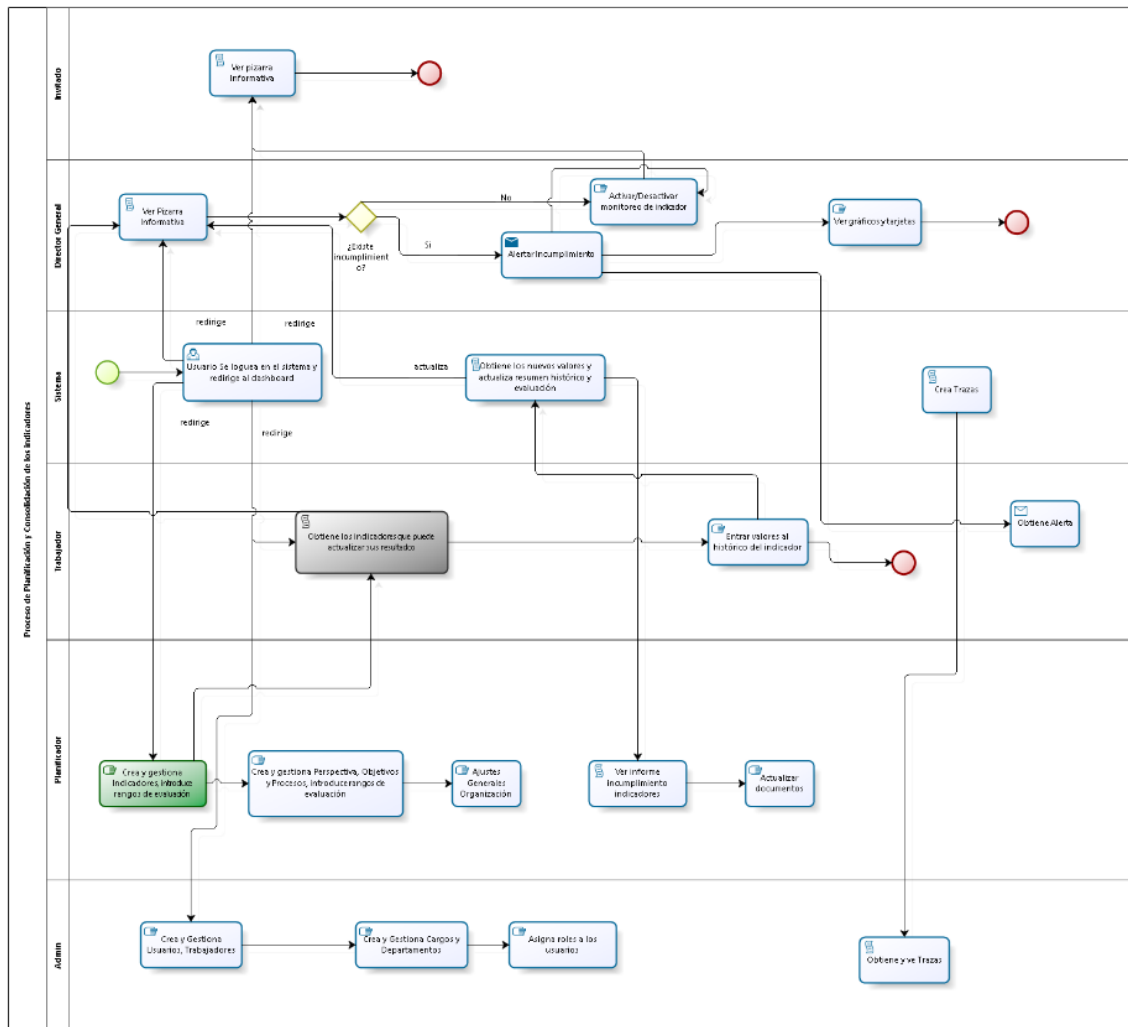 Proceso de Planificación y Consolidación de los indicadores
Invitado
Ver pizarra
Informativa
Director General
Ver Pizarra
Informativa
¿Existe
incumplimient
o?
No
Si
Activar/Desactivar
monitoreo de indicador
Alertar Incumplimiento
Ver gráficos y tarjetas
Sistema
redirige
redirige
Usuario Se loguea en el sistema y
redirige al dashboard
redirige
redirige
actualiza
Obtiene los nuevos valores y
actualiza resumen histórico y
evaluación
Crea Trazas
Trabajador
Obtiene los indicadores que puede
actualizar sus resultado
Entrar valores al
histórico del indicador
Obtiene Alerta
Planificador
Crea y gestiona
Indicadores, introduce
rangos de evaluación
Crea y gestiona Perspectiva, Objetivos
y Procesos, introduce rangos de
evaluación
Ajustes
Generales
Organización
Ver informe
incumplimiento
indicadores
Actualizar
documentos
Admin
Crea y Gestiona
Usuarios, Trabajadores
Crea y Gestiona Cargos y
Departamentos
Asigna roles a los
usuarios
Obtiene y ve Trazas